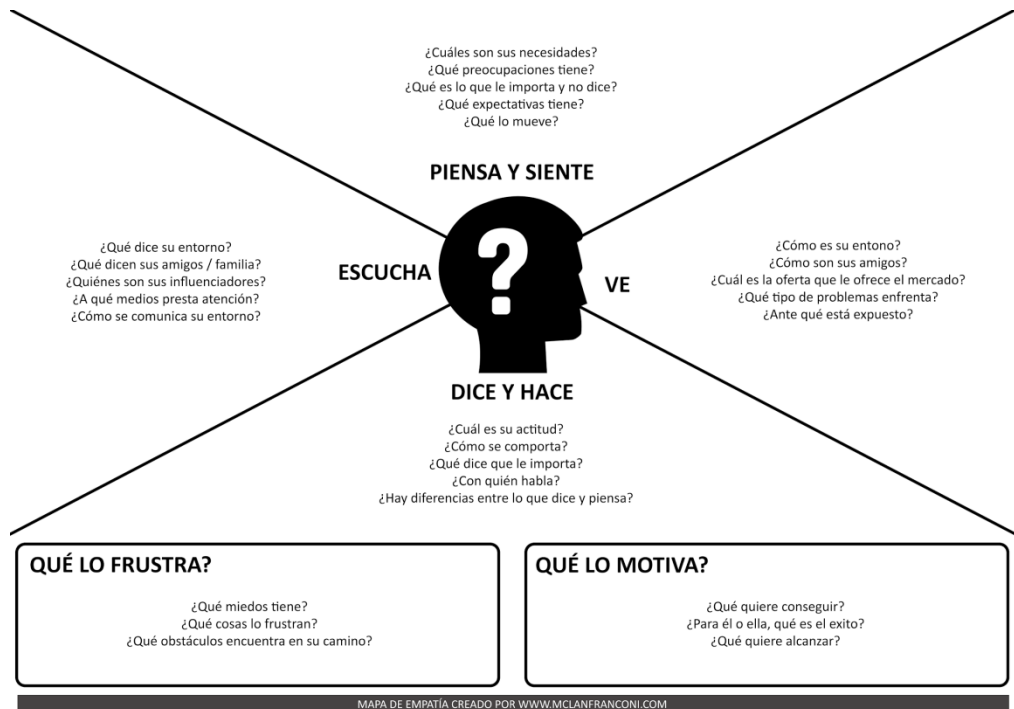 ¿Cuáles son sus necesidades?
¿Qué preocupaciones tiene?
¿Qué es lo que le importa y no dice?
¿Qué expectativas tiene?
¿Qué lo mueve?
PIENSA Y SIENTE
¿Qué dice su entorno?
¿Qué dicen sus amigos / familia?
¿Quiénes son sus influenciadores?
¿A qué medios presta atención?
¿Cómo se comunica su entorno?
ESCUCHA
?
VE
¿Cómo es su entono?
¿Cómo son sus amigos?
¿Cuál es la oferta que le ofrece el mercado?
¿Qué tipo de problemas enfrenta?
¿Ante qué está expuesto?
DICE Y HACE
¿Cuál es su actitud?
¿Cómo se comporta?
¿Qué dice que le importa?
¿Con quién habla?
¿Hay diferencias entre lo que dice y piensa?
QUÉ LO FRUSTRA?
¿Qué miedos tiene?
¿Qué cosas lo frustran?
¿Qué obstáculos encuentra en su camino?
QUÉ LO MOTIVA?
¿Qué quiere conseguir?
¿Para él o ella, qué es el exito?
¿Qué quiere alcanzar?
MAPA DE EMPATÍA CREADO POR WWW.MCLANFRANCONI.COM